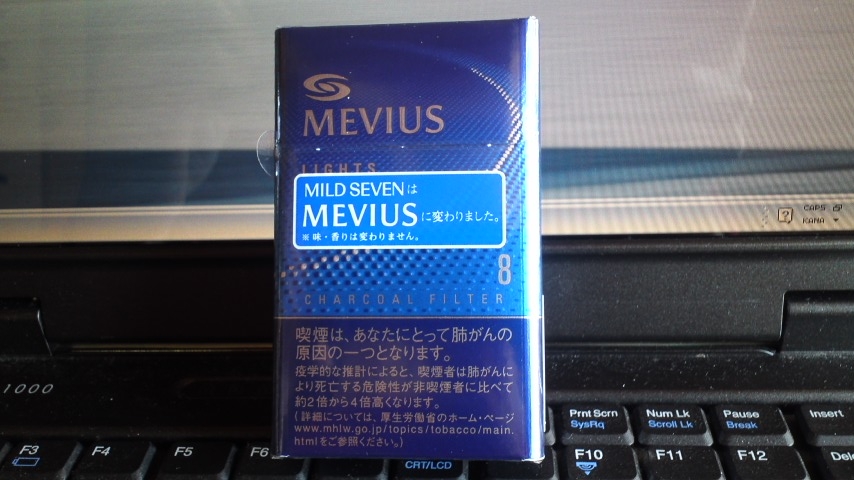 MEVIUS
LIGHTS
MILD SEVENは
MEVIUSに変わりました。
※ 味・香りは変わりません。
8
CHARCOAL FILTER
喫煙は、あなたにとって肺がんの
原因の一つとなります。
疫学的な推計によると、喫煙者は肺がんに
より死亡する危険性が非喫煙者に比べて
約2倍から4倍高くなります。
(詳細については、厚生労働省のホーム・ページ
www.mhlw.go.jp/topics/tobacco/main.
htmlをご参照ください。)
?
CAPS
KANA
1000
Prnt Scrn
SysRq
Num Lk
Scroll Lk
Pause
Break
Insert
F3
F4
F5
F6
CRT/LCD
F10
F11
F12